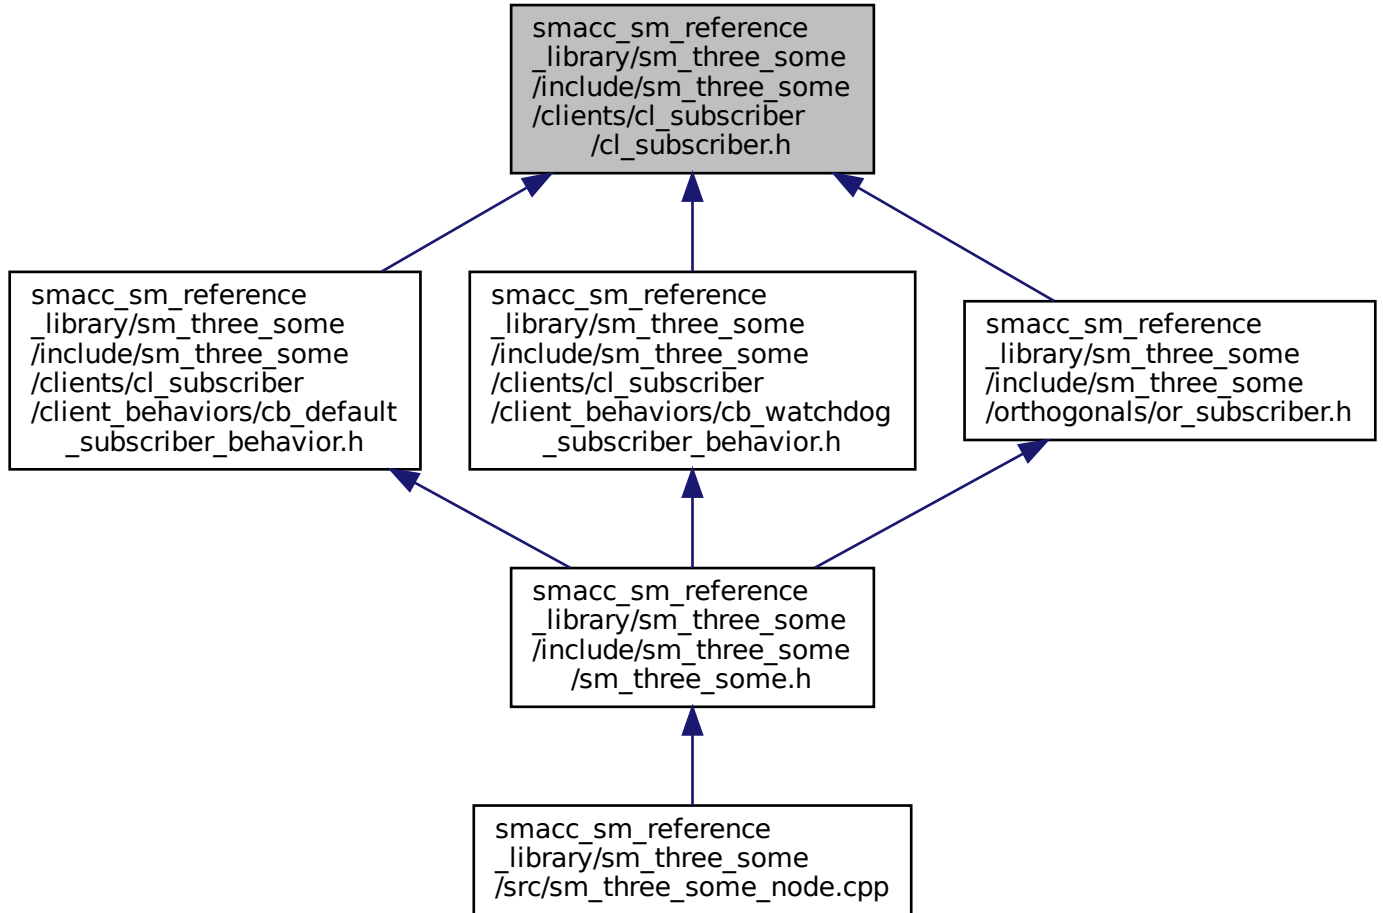 smacc_sm_reference
_library/sm_three_some
/include/sm_three_some
/clients/cl_subscriber
/cl_subscriber.h
smacc_sm_reference
_library/sm_three_some
/include/sm_three_some
/clients/cl_subscriber
/client_behaviors/cb_default
_subscriber_behavior.h
smacc_sm_reference
_library/sm_three_some
/include/sm_three_some
/clients/cl_subscriber
/client_behaviors/cb_watchdog
_subscriber_behavior.h
smacc_sm_reference
_library/sm_three_some
/include/sm_three_some
/orthogonals/or_subscriber.h
smacc_sm_reference
_library/sm_three_some
/include/sm_three_some
/sm_three_some.h
smacc_sm_reference
_library/sm_three_some
/src/sm_three_some_node.cpp